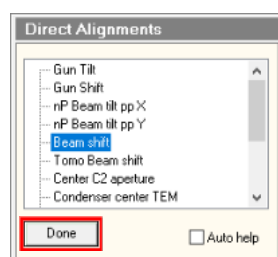 Direct Alignments
Gun Tilt
Gun Shift
nP Beam tilt pp X
nP Beam tilt pp Y
Beam shift
Tomo Beam shift
Center C2 aperture
Condenser center TEM
Done
Auto help